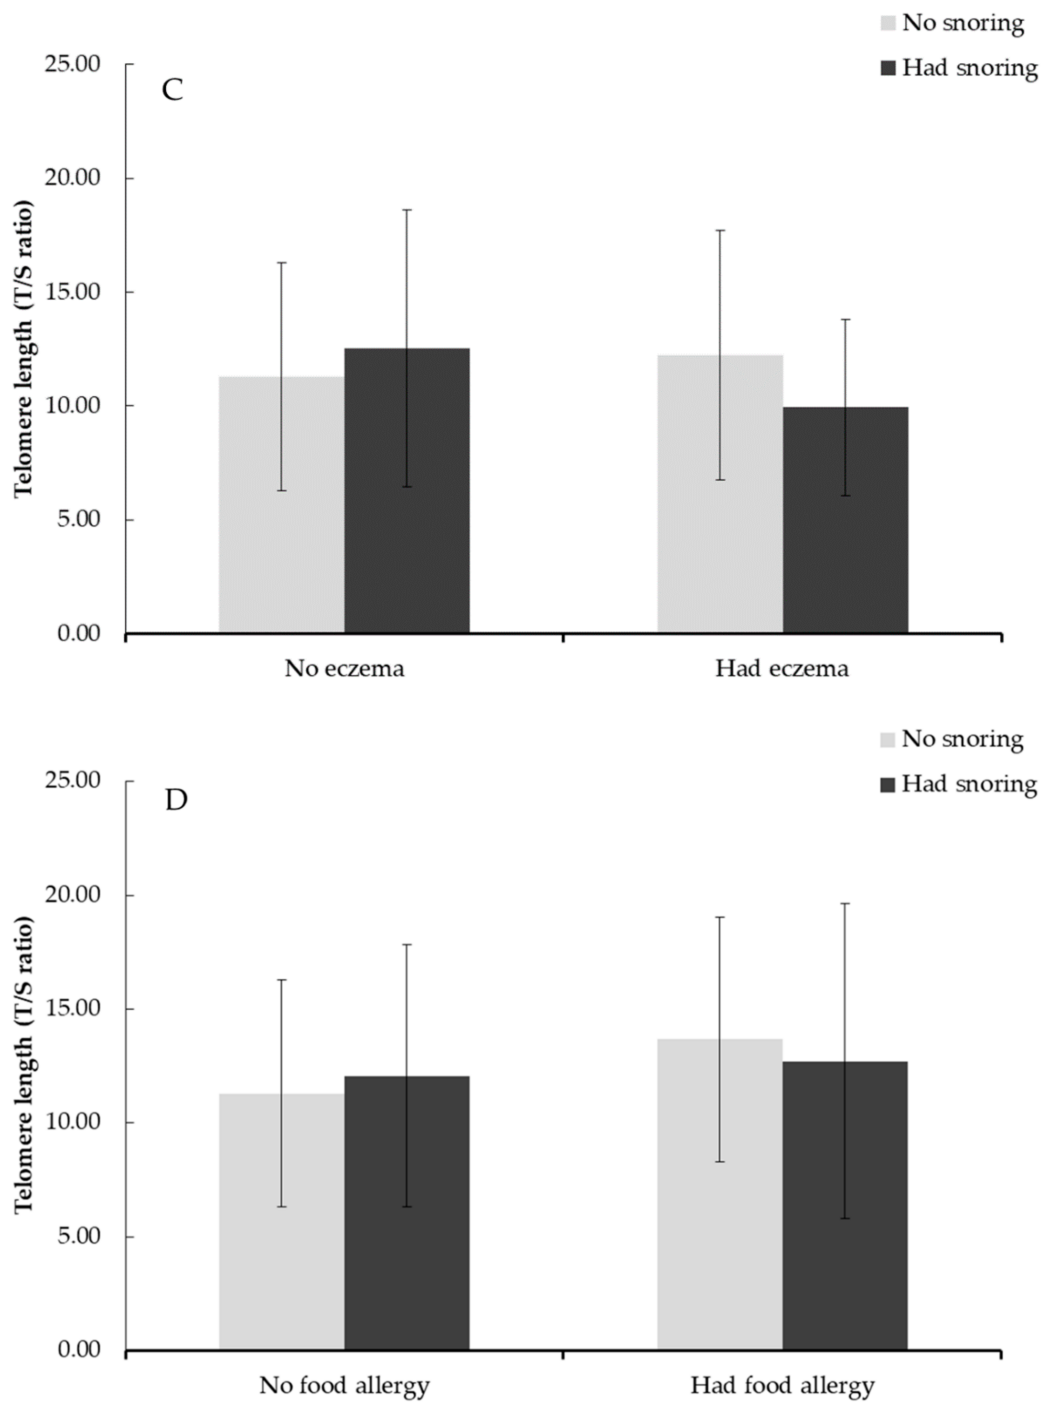 No snoring
Had snoring
C
25.00
20.00
15.00
10.00
5.00
0.00
Telomere length (T/S ratio)
No eczema
Had eczema
No snoring
Had snoring
D
25.00
20.00
15.00
10.00
5.00
0.00
Telomere length (T/S ratio)
No food allergy
Had food allergy